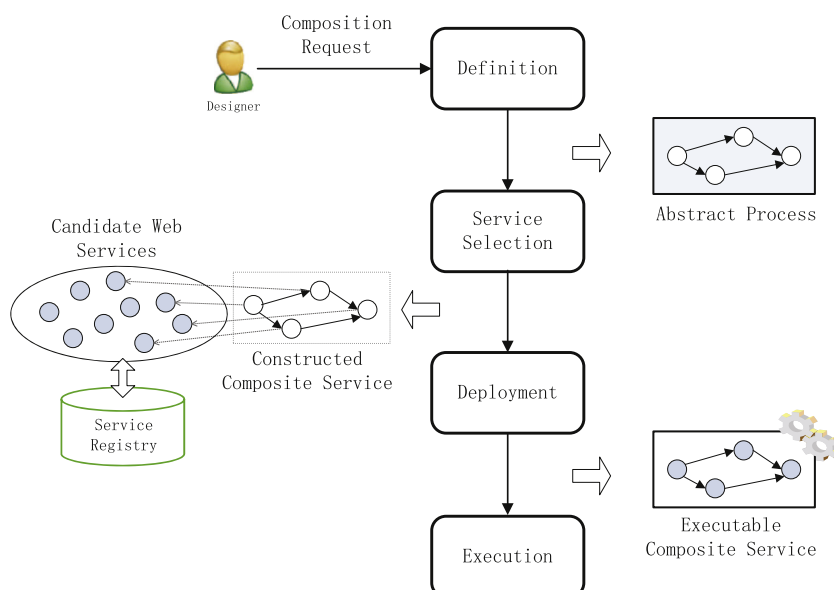 Composition
Request
Designer
Definition
Abstract Process
Service
Selection
Candidate Web
Services
Constructed
Composite Service
Service
Registry
Deployment
Executable
Composite Service
Execution